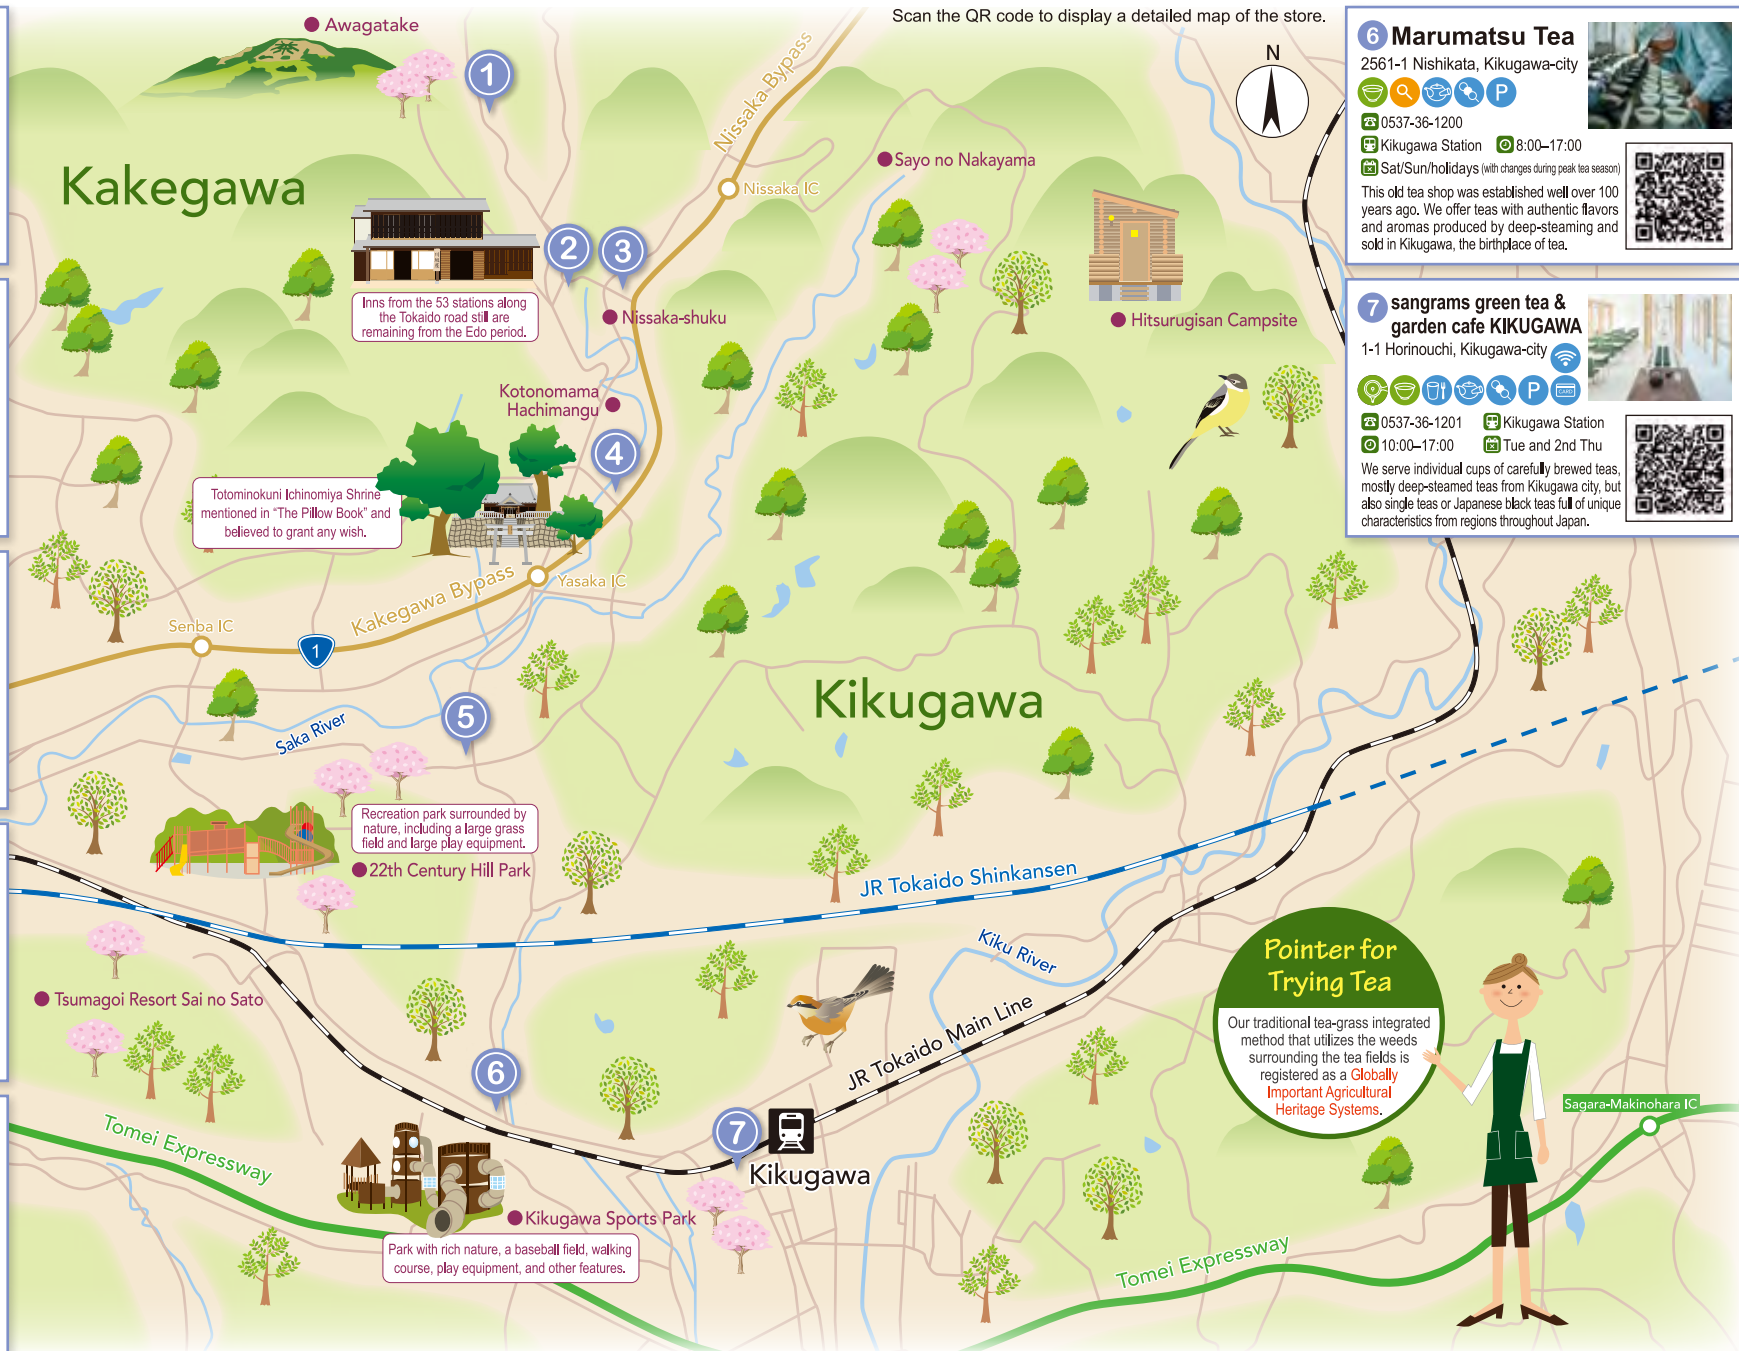 Scan the QR code to display a detailed map of the store.
Awagatake
1
Nissaka Bypass
N
Kakegawa
Sayo no Nakayama
Nissaka IC
2
3
Inns from the 53 stations along
the Tokaido road still are
remaining from the Edo period.
Nissaka-shuku
Hitsurugisan Campsite
Kotonomama
Hachimangu
4
Totominokuni Ichinomiya Shrine
mentioned in “The Pillow Book” and
believed to grant any wish.
Yasaka IC
Kakegawa Bypass
Senba IC
1
Kikugawa
5
Saka River
Recreation park surrounded by
nature, including a large grass
field and large play equipment.
22th Century Hill Park
JR Tokaido Shinkansen
Kiku River
Tsumagoi Resort Sai no Sato
JR Tokaido Main Line
6
7
Kikugawa
Tomei Expressway
Kikugawa Sports Park
Park with rich nature, a baseball field, walking
course, play equipment, and other features.
Tomei Expressway
Sagara-Makinohara IC
Pointer for
Trying Tea
Our traditional tea-grass integrated
method that utilizes the weeds
surrounding the tea fields is
registered as a Globally
Important Agricultural
Heritage Systems.
6 Marumatsu Tea
2561-1 Nishikata, Kikugawa-city
P
0537-36-1200
Kikugawa Station 8:00–17:00
Sat/Sun/holidays (with changes during peak tea season)
This old tea shop was established well over 100
years ago. We offer teas with authentic flavors
and aromas produced by deep-steaming and
sold in Kikugawa, the birthplace of tea.
7 sangrams green tea &
garden cafe KIKUGAWA
1-1 Horinouchi, Kikugawa-city
P CARD
0537-36-1201 Kikugawa Station
10:00–17:00 Tue and 2nd Thu
We serve individual cups of carefully brewed teas,
mostly deep-steamed teas from Kikugawa city, but
also single teas or Japanese black teas full of unique
characteristics from regions throughout Japan.